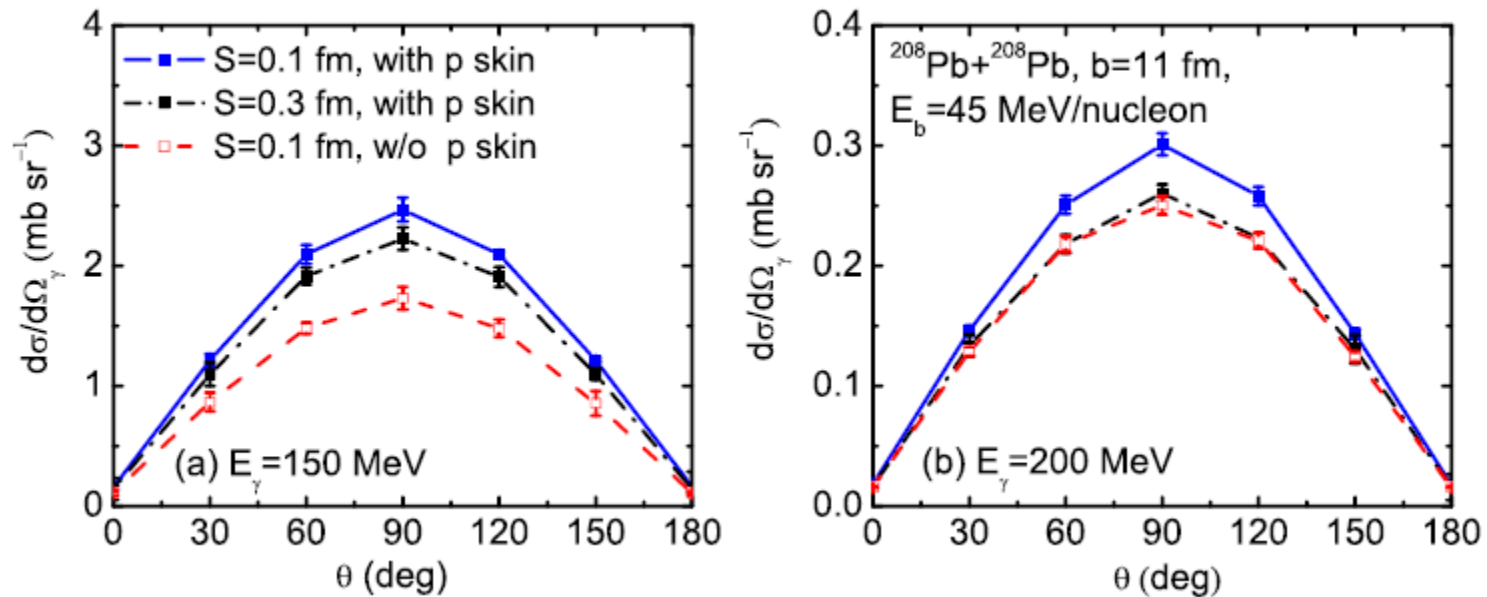 4
3
2
1
0
0 30 60 90 120 150 180
dσ/dΩγ (mb sr⁻¹)
θ (deg)
S=0.1 fm, with p skin
S=0.3 fm, with p skin
S=0.1 fm, w/o p skin
(a) Eγ=150 MeV
0.4
0.3
0.2
0.1
0.0
0 30 60 90 120 150 180
dσ/dΩγ (mb sr⁻¹)
θ (deg)
²⁰⁸Pb+²⁰⁸Pb, b=11 fm,
E_b=45 MeV/nucleon
(b) Eγ=200 MeV